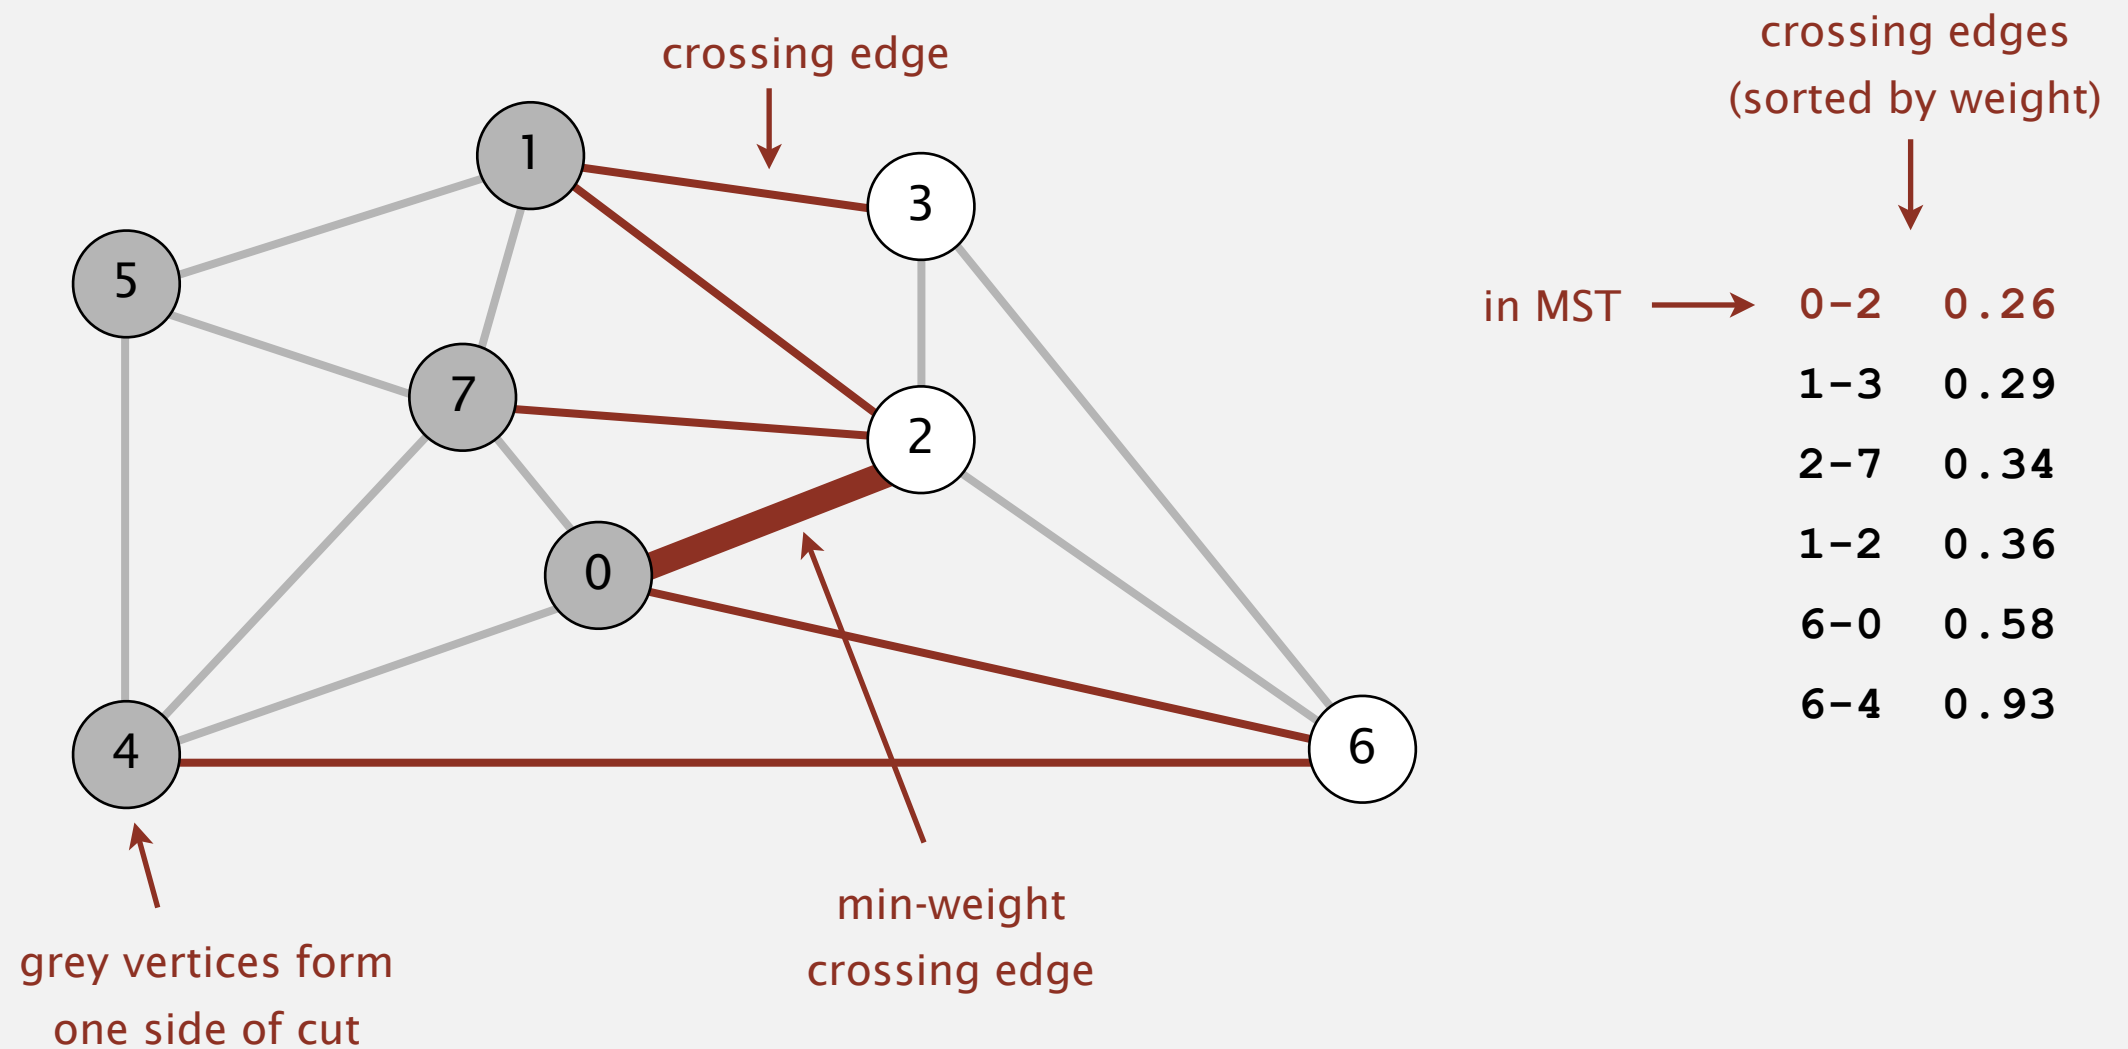 crossing edge
crossing edges
(sorted by weight)
1
3
5
in MST
0-2 0.26
1-3 0.29
7
2
2-7 0.34
1-2 0.36
0
6-0 0.58
6-4 0.93
4
6
min-weight
crossing edge
grey vertices form
one side of cut